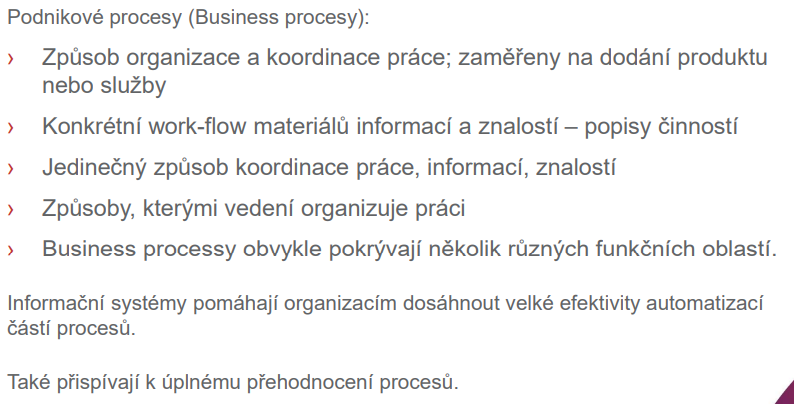 Podnikové procesy (Business procesy):
› Způsob organizace a koordinace práce; zaměřeny na dodání produktu
nebo služby
› Konkrétní work-flow materiálů informací a znalostí – popisy činností
› Jedinečný způsob koordinace práce, informací, znalostí
› Způsoby, kterými vedení organizuje práci
› Business processy obvykle pokrývají několik různých funkčních oblastí.
Informační systémy pomáhají organizacím dosáhnout velké efektivity automatizací
částí procesů.
Také přispívají k úplnému přehodnocení procesů.